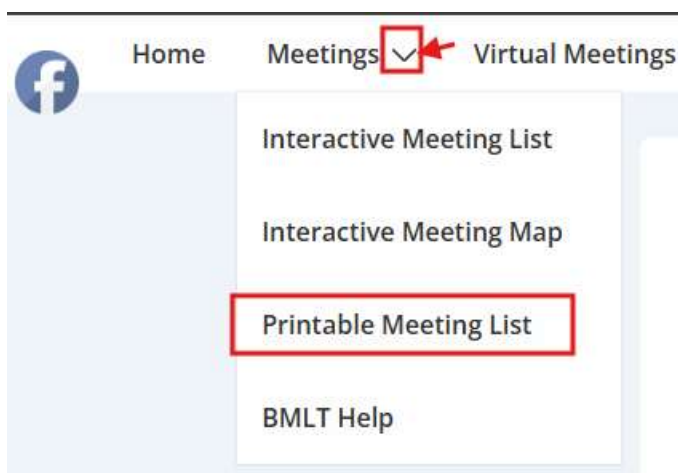 Home Meetings Virtual Meetings
Interactive Meeting List
Interactive Meeting Map
Printable Meeting List
BMLT Help